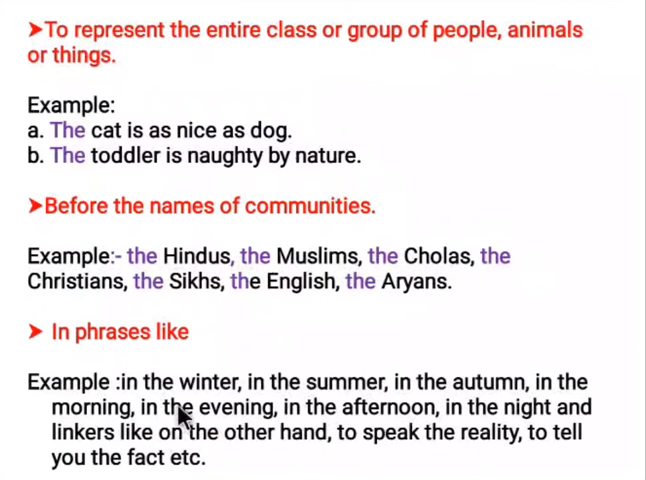 ➤To represent the entire class or group of people, animals
or things.
Example:
a. The cat is as nice as dog.
b. The toddler is naughty by nature.
➤Before the names of communities.
Example:- the Hindus, the Muslims, the Cholas, the
Christians, the Sikhs, the English, the Aryans.
➤ In phrases like
Example :in the winter, in the summer, in the autumn, in the
morning, in the evening, in the afternoon, in the night and
linkers like on the other hand, to speak the reality, to tell
you the fact etc.